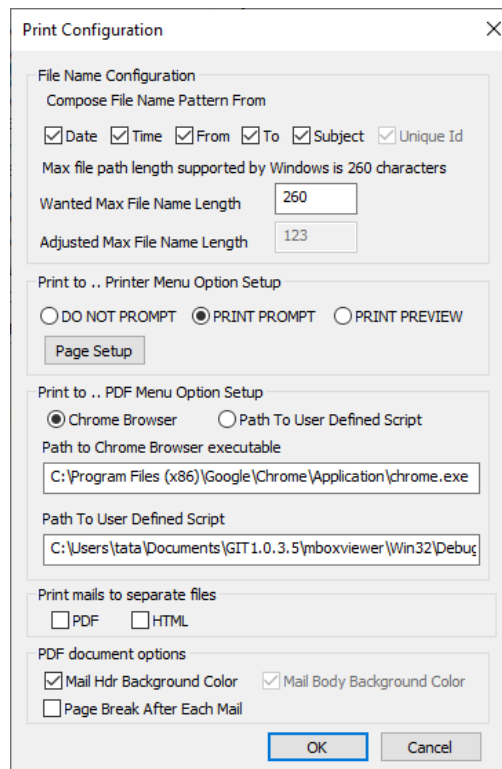 Print Configuration
File Name Configuration
Compose File Name Pattern From
Date Time From To Subject Unique Id
Max file path length supported by Windows is 260 characters
Wanted Max File Name Length 260
Adjusted Max File Name Length 123
Print to .. Printer Menu Option Setup
DO NOT PROMPT PRINT PROMPT PRINT PREVIEW
Page Setup
Print to .. PDF Menu Option Setup
Chrome Browser Path To User Defined Script
Path to Chrome Browser executable
C:\Program Files (x86)\Google\Chrome\Application\chrome.exe
Path To User Defined Script
C:\Users\tata\Documents\GIT1.0.3.5\mboxviewer\Win32\Debug
Print mails to separate files
PDF HTML
PDF document options
Mail Hdr Background Color Mail Body Background Color
Page Break After Each Mail
OK Cancel